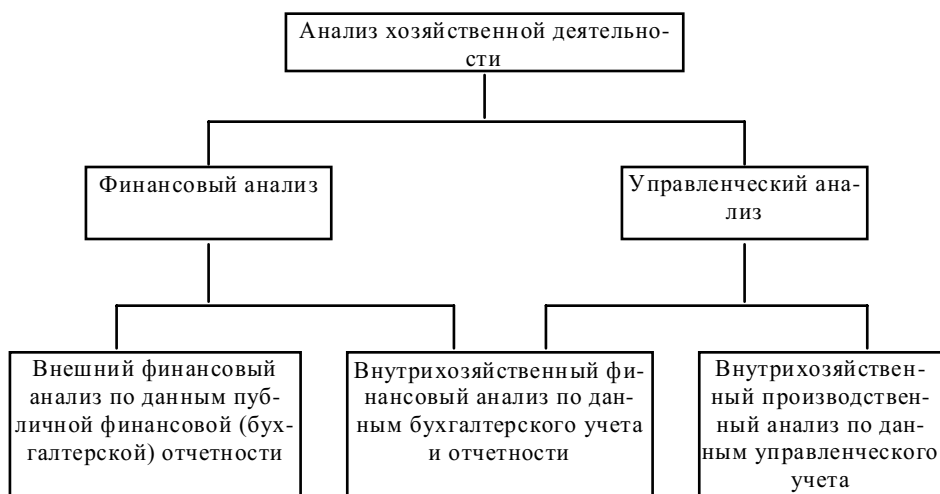 Анализ хозяйственной деятельно-
сти
Финансовый анализ
Управленческий ана-
лиз
Внешний финансовый
анализ по данным пуб-
личной финансовой (бух-
галтерской) отчетности
Внутрихозяйственный фи-
нансовый анализ по дан-
ным бухгалтерского учета
и отчетности
Внутрихозяйствен-
ный производствен-
ный анализ по дан-
ным управленческого
учета